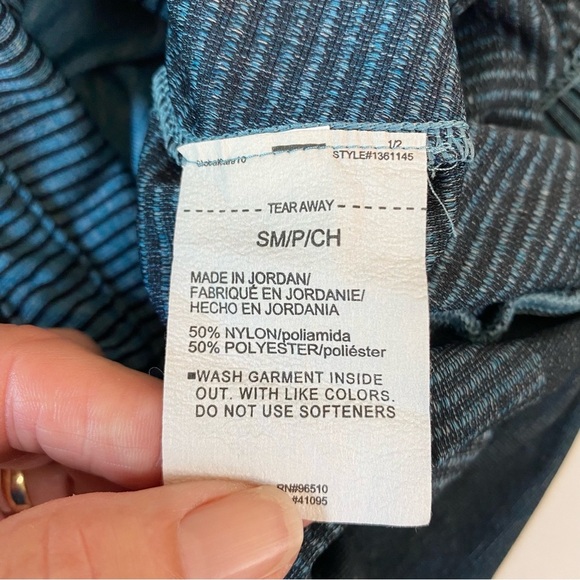 1/2
STYLE#1361145
TEAR AWAY
SM/P/CH
MADE IN JORDAN/
FABRIQUÉ EN JORDANIE/
HECHO EN JORDANIA
50% NYLON/poliamida
50% POLYESTER/poliéster
■WASH GARMENT INSIDE
OUT. WITH LIKE COLORS.
DO NOT USE SOFTENERS
RN#96510
#41095